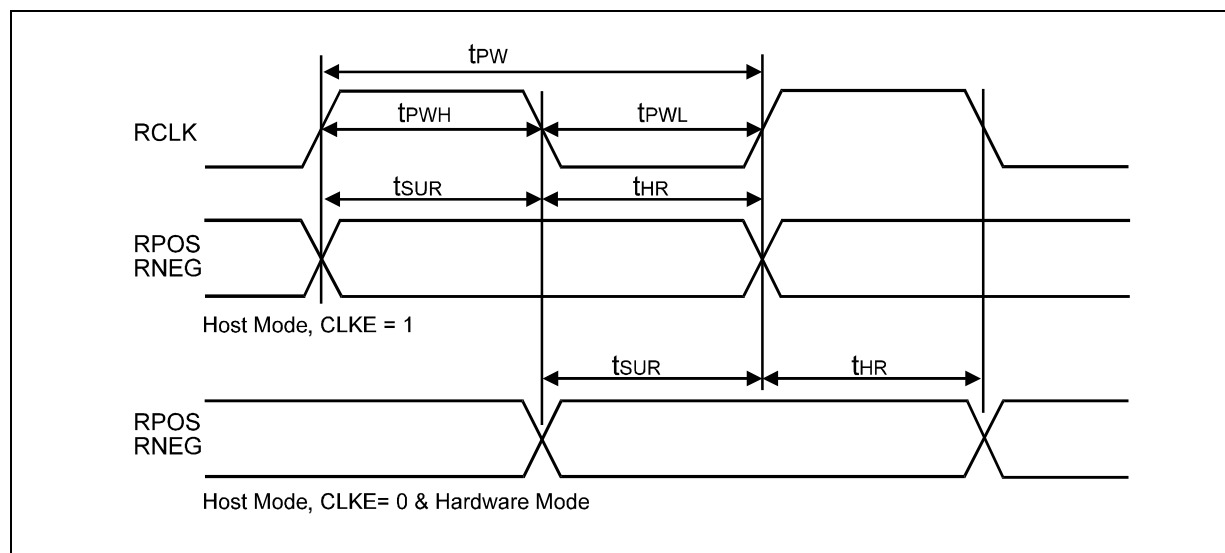 tPW
RCLK
tPWH
tPWL
tSUR
tHR
RPOS
RNEG
Host Mode, CLKE = 1
tSUR
tHR
RPOS
RNEG
Host Mode, CLKE= 0 & Hardware Mode